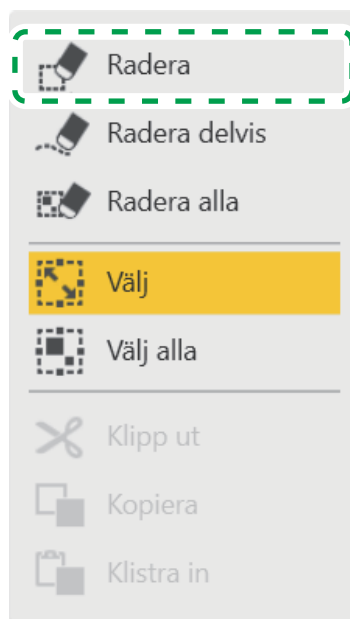 Radera
Radera delvis
Radera alla
Välj
Välj alla
Klipp ut
Kopiera
Klistra in